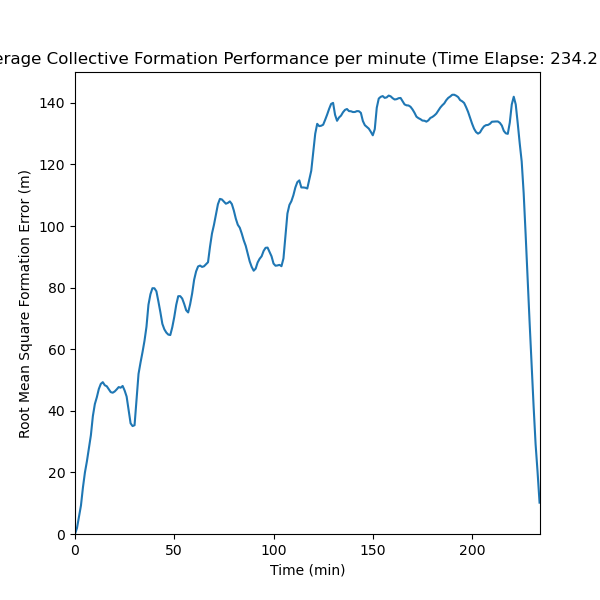 erage Collective Formation Performance per minute (Time Elapse: 234.2
Root Mean Square Formation Error (m)
140
120
100
80
60
40
20
0
0 50 100 150 200
Time (min)